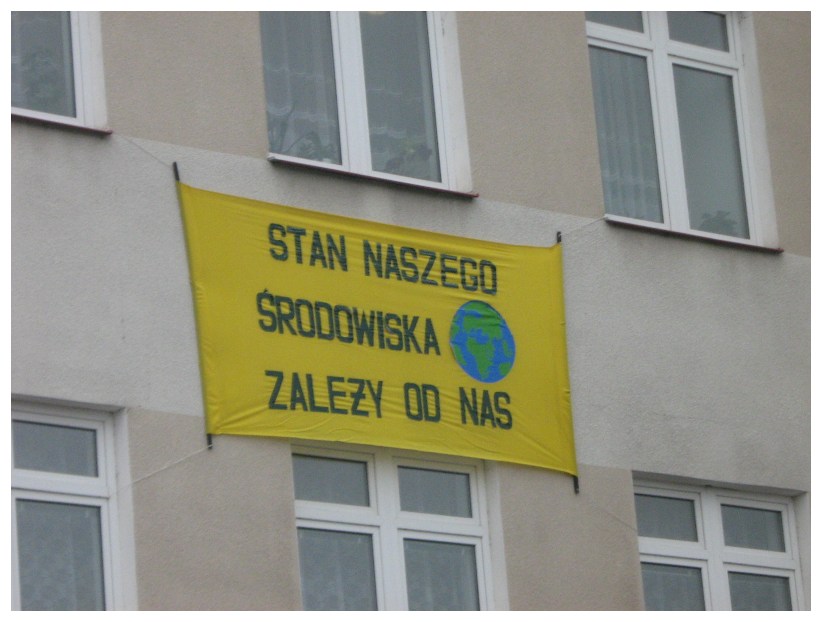 STAN NASZEGO
ŚRODOWISKA
ZALEŻY OD NAS